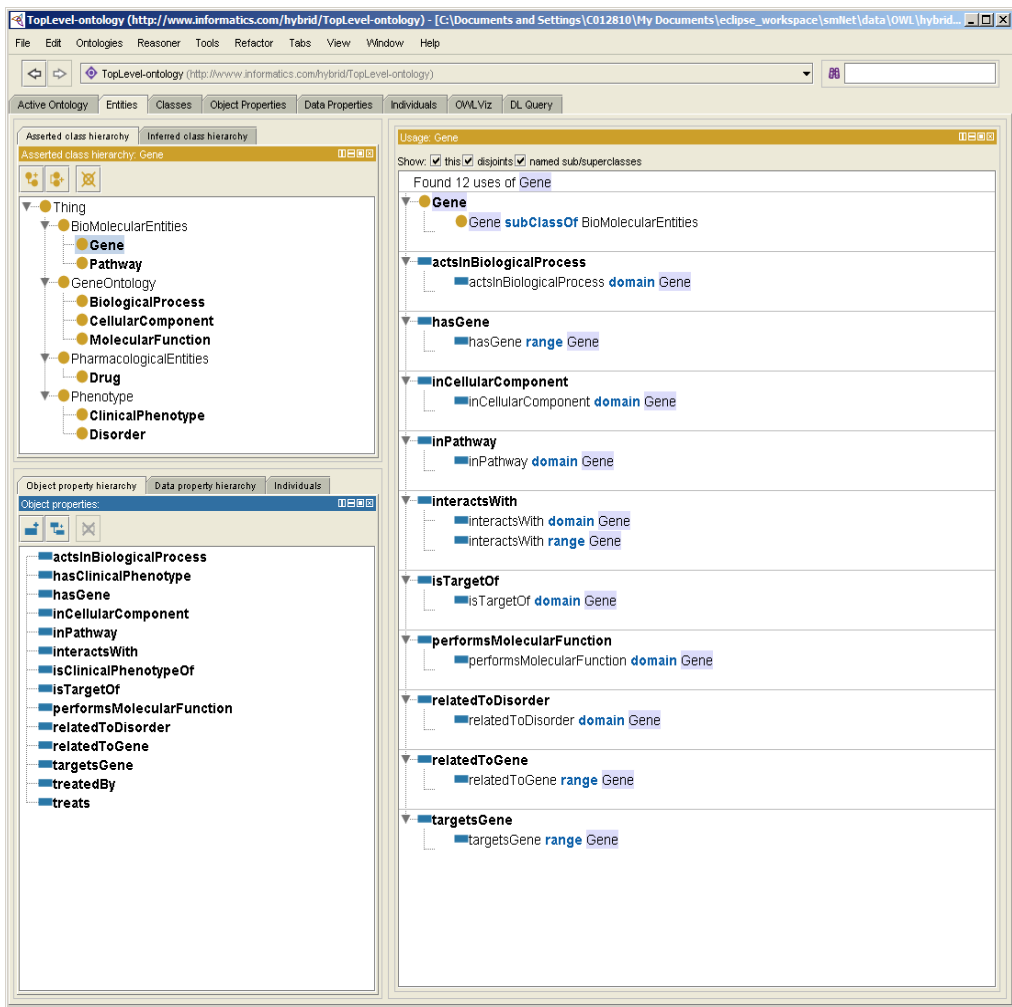 TopLevel-ontology (http://www.informatics.com/hybrid/TopLevel-ontology) - [C:\Documents and Settings\C012810\My Documents\eclipse_workspace\smNet\data\OWL\hybrid...
File Edit Ontologies Reasoner Tools Refactor Tabs View Window Help
TopLevel-ontology (http://www.informatics.com/hybrid/TopLevel-ontology)
Active Ontology Entities Classes Object Properties Data Properties Individuals OWLViz DL Query
Asserted class hierarchy Inferred class hierarchy
Asserted class hierarchy: Gene
Thing
BioMolecularEntities
Gene
Pathway
GeneOntology
BiologicalProcess
CellularComponent
MolecularFunction
PharmacologicalEntities
Drug
Phenotype
ClinicalPhenotype
Disorder
Object property hierarchy Data property hierarchy Individuals
Object properties:
actsInBiologicalProcess
hasClinicalPhenotype
hasGene
inCellularComponent
inPathway
interactsWith
isClinicalPhenotypeOf
isTargetOf
performsMolecularFunction
relatedToDisorder
relatedToGene
targetsGene
treatedBy
treats
Usage: Gene
Show: this disjoints named sub/superclasses
Found 12 uses of Gene
Gene
Gene subClassOf BioMolecularEntities
actsInBiologicalProcess
actsInBiologicalProcess domain Gene
hasGene
hasGene range Gene
inCellularComponent
inCellularComponent domain Gene
inPathway
inPathway domain Gene
interactsWith
interactsWith domain Gene
interactsWith range Gene
isTargetOf
isTargetOf domain Gene
performsMolecularFunction
performsMolecularFunction domain Gene
relatedToDisorder
relatedToDisorder domain Gene
relatedToGene
relatedToGene range Gene
targetsGene
targetsGene range Gene